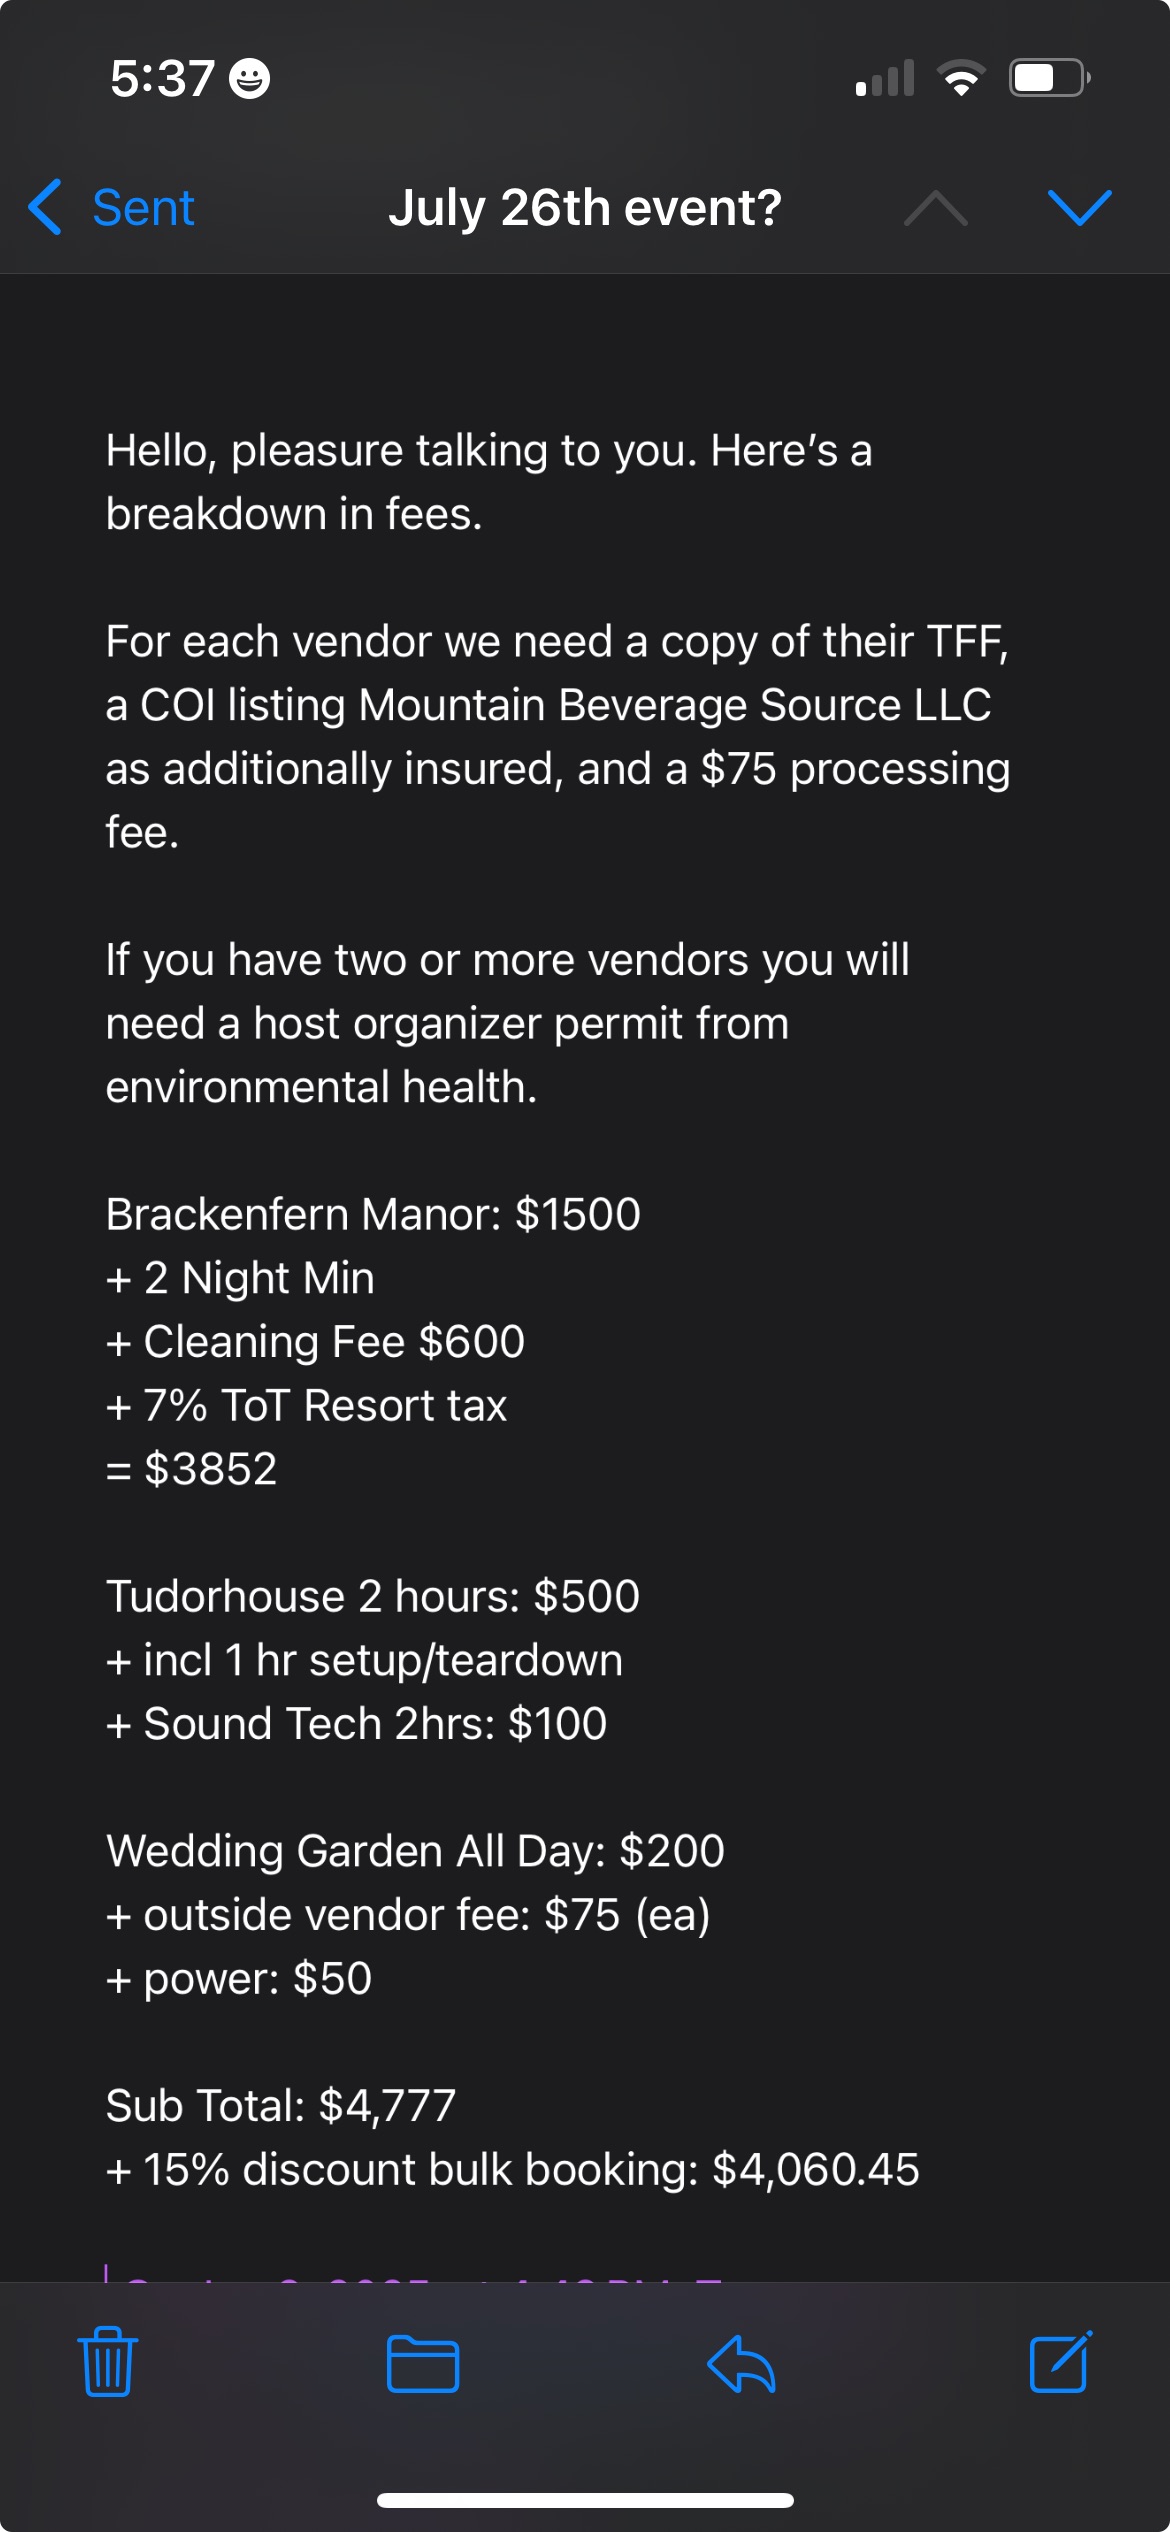 5:37
Sent
July 26th event?
Hello, pleasure talking to you. Here’s a
breakdown in fees.
For each vendor we need a copy of their TFF,
a COI listing Mountain Beverage Source LLC
as additionally insured, and a $75 processing
fee.
If you have two or more vendors you will
need a host organizer permit from
environmental health.
Brackenfern Manor: $1500
+ 2 Night Min
+ Cleaning Fee $600
+ 7% ToT Resort tax
= $3852
Tudorhouse 2 hours: $500
+ incl 1 hr setup/teardown
+ Sound Tech 2hrs: $100
Wedding Garden All Day: $200
+ outside vendor fee: $75 (ea)
+ power: $50
Sub Total: $4,777
+ 15% discount bulk booking: $4,060.45